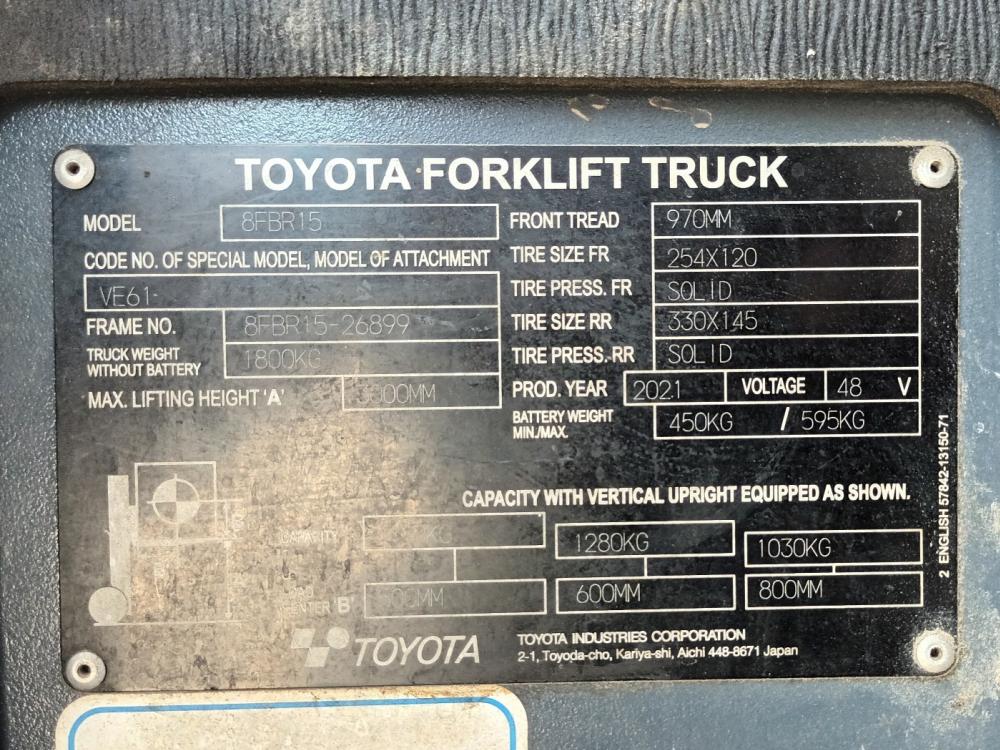 TOYOTA FORKLIFT TRUCK
MODEL 8FBR15
CODE NO. OF SPECIAL MODEL, MODEL OF ATTACHMENT
VE61-
FRAME NO. 8FBR15-26899
TRUCK WEIGHT
WITHOUT BATTERY 1800KG
MAX. LIFTING HEIGHT 'A'
FRONT TREAD 970MM
TIRE SIZE FR 254X120
TIRE PRESS. FR SOLID
TIRE SIZE RR 330X145
TIRE PRESS. RR SOLID
PROD. YEAR 2021 VOLTAGE 48 V
BATTERY WEIGHT
MIN./MAX. 450KG / 595KG
CAPACITY WITH VERTICAL UPRIGHT EQUIPPED AS SHOWN.
CAPACITY 1280KG 1030KG
'B' 600MM 800MM
TOYOTA
TOYOTA INDUSTRIES CORPORATION
2-1, Toyoda-cho, Kariya-shi, Aichi 448-8671 Japan
2 ENGLISH 57842-13150-71